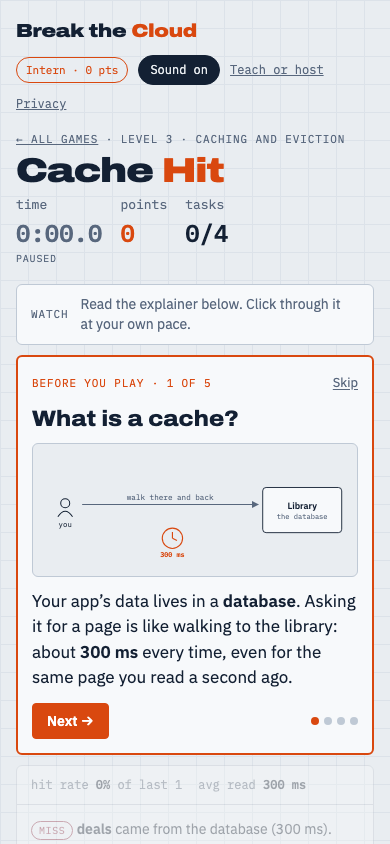 Break the Cloud
Intern · 0 pts
Sound on
Teach or host
Privacy
← ALL GAMES · LEVEL 3 · CACHING AND EVICTION
Cache Hit
time points tasks
0:00.0 0 0/4
PAUSED
WATCH
Read the explainer below. Click through it
at your own pace.
BEFORE YOU PLAY · 1 OF 5
Skip
What is a cache?
walk there and back
you
Library
the database
300 ms
Your app's data lives in a database. Asking
it for a page is like walking to the library:
about 300 ms every time, even for the
same page you read a second ago.
Next →
hit rate 0% of last 1 avg read 300 ms
MISS deals came from the database (300 ms).